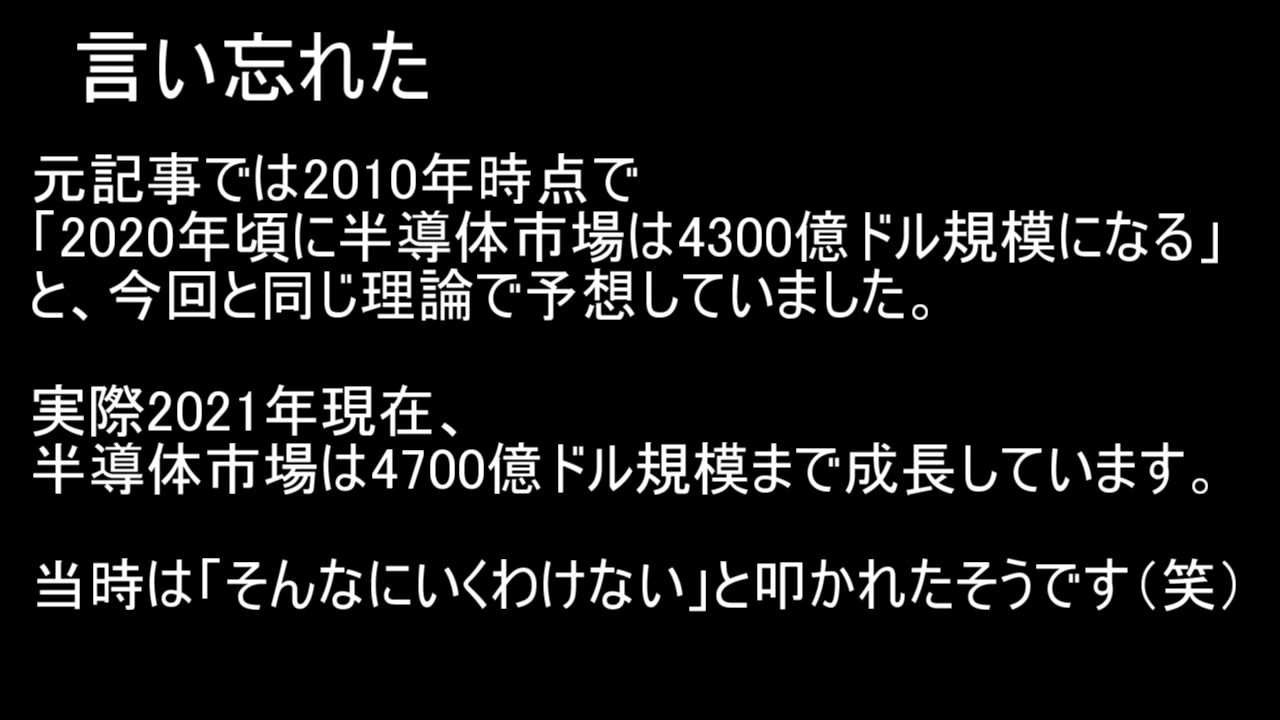 言い忘れた
元記事では2010年時点で
「2020年頃に半導体市場は4300億ドル規模になる」
と、今回と同じ理論で予想していました。
実際2021年現在、
半導体市場は4700億ドル規模まで成長しています。
当時は「そんなにいくわけない」と叩かれたそうです（笑）